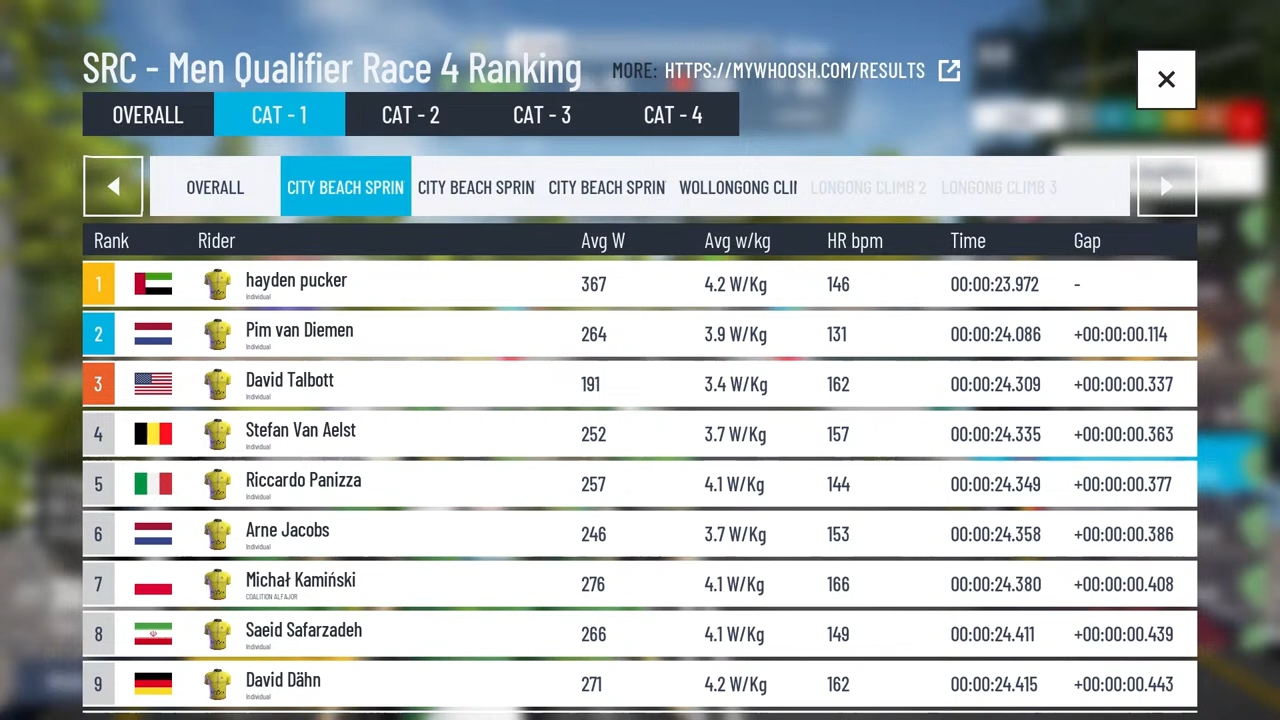 SRC - Men Qualifier Race 4 Ranking MORE: HTTPS://MYWHOOSH.COM/RESULTS
OVERALL CAT - 1 CAT - 2 CAT - 3 CAT - 4
OVERALL CITY BEACH SPRIN CITY BEACH SPRIN CITY BEACH SPRIN WOLLONGONG CLI LONGONG CLIMB 2 LONGONG CLIMB 3
Rank Rider Avg W Avg w/kg HR bpm Time Gap
1 hayden pucker 367 4.2 W/Kg 146 00:00:23.972 -
Individual
2 Pim van Diemen 264 3.9 W/Kg 131 00:00:24.086 +00:00:00.114
Individual
3 David Talbott 191 3.4 W/Kg 162 00:00:24.309 +00:00:00.337
Individual
4 Stefan Van Aelst 252 3.7 W/Kg 157 00:00:24.335 +00:00:00.363
Individual
5 Riccardo Panizza 257 4.1 W/Kg 144 00:00:24.349 +00:00:00.377
Individual
6 Arne Jacobs 246 3.7 W/Kg 153 00:00:24.358 +00:00:00.386
Individual
7 Michał Kamiński 276 4.1 W/Kg 166 00:00:24.380 +00:00:00.408
COALITION ALFAJOR
8 Saeid Safarzadeh 266 4.1 W/Kg 149 00:00:24.411 +00:00:00.439
Individual
9 David Dähn 271 4.2 W/Kg 162 00:00:24.415 +00:00:00.443
Individual